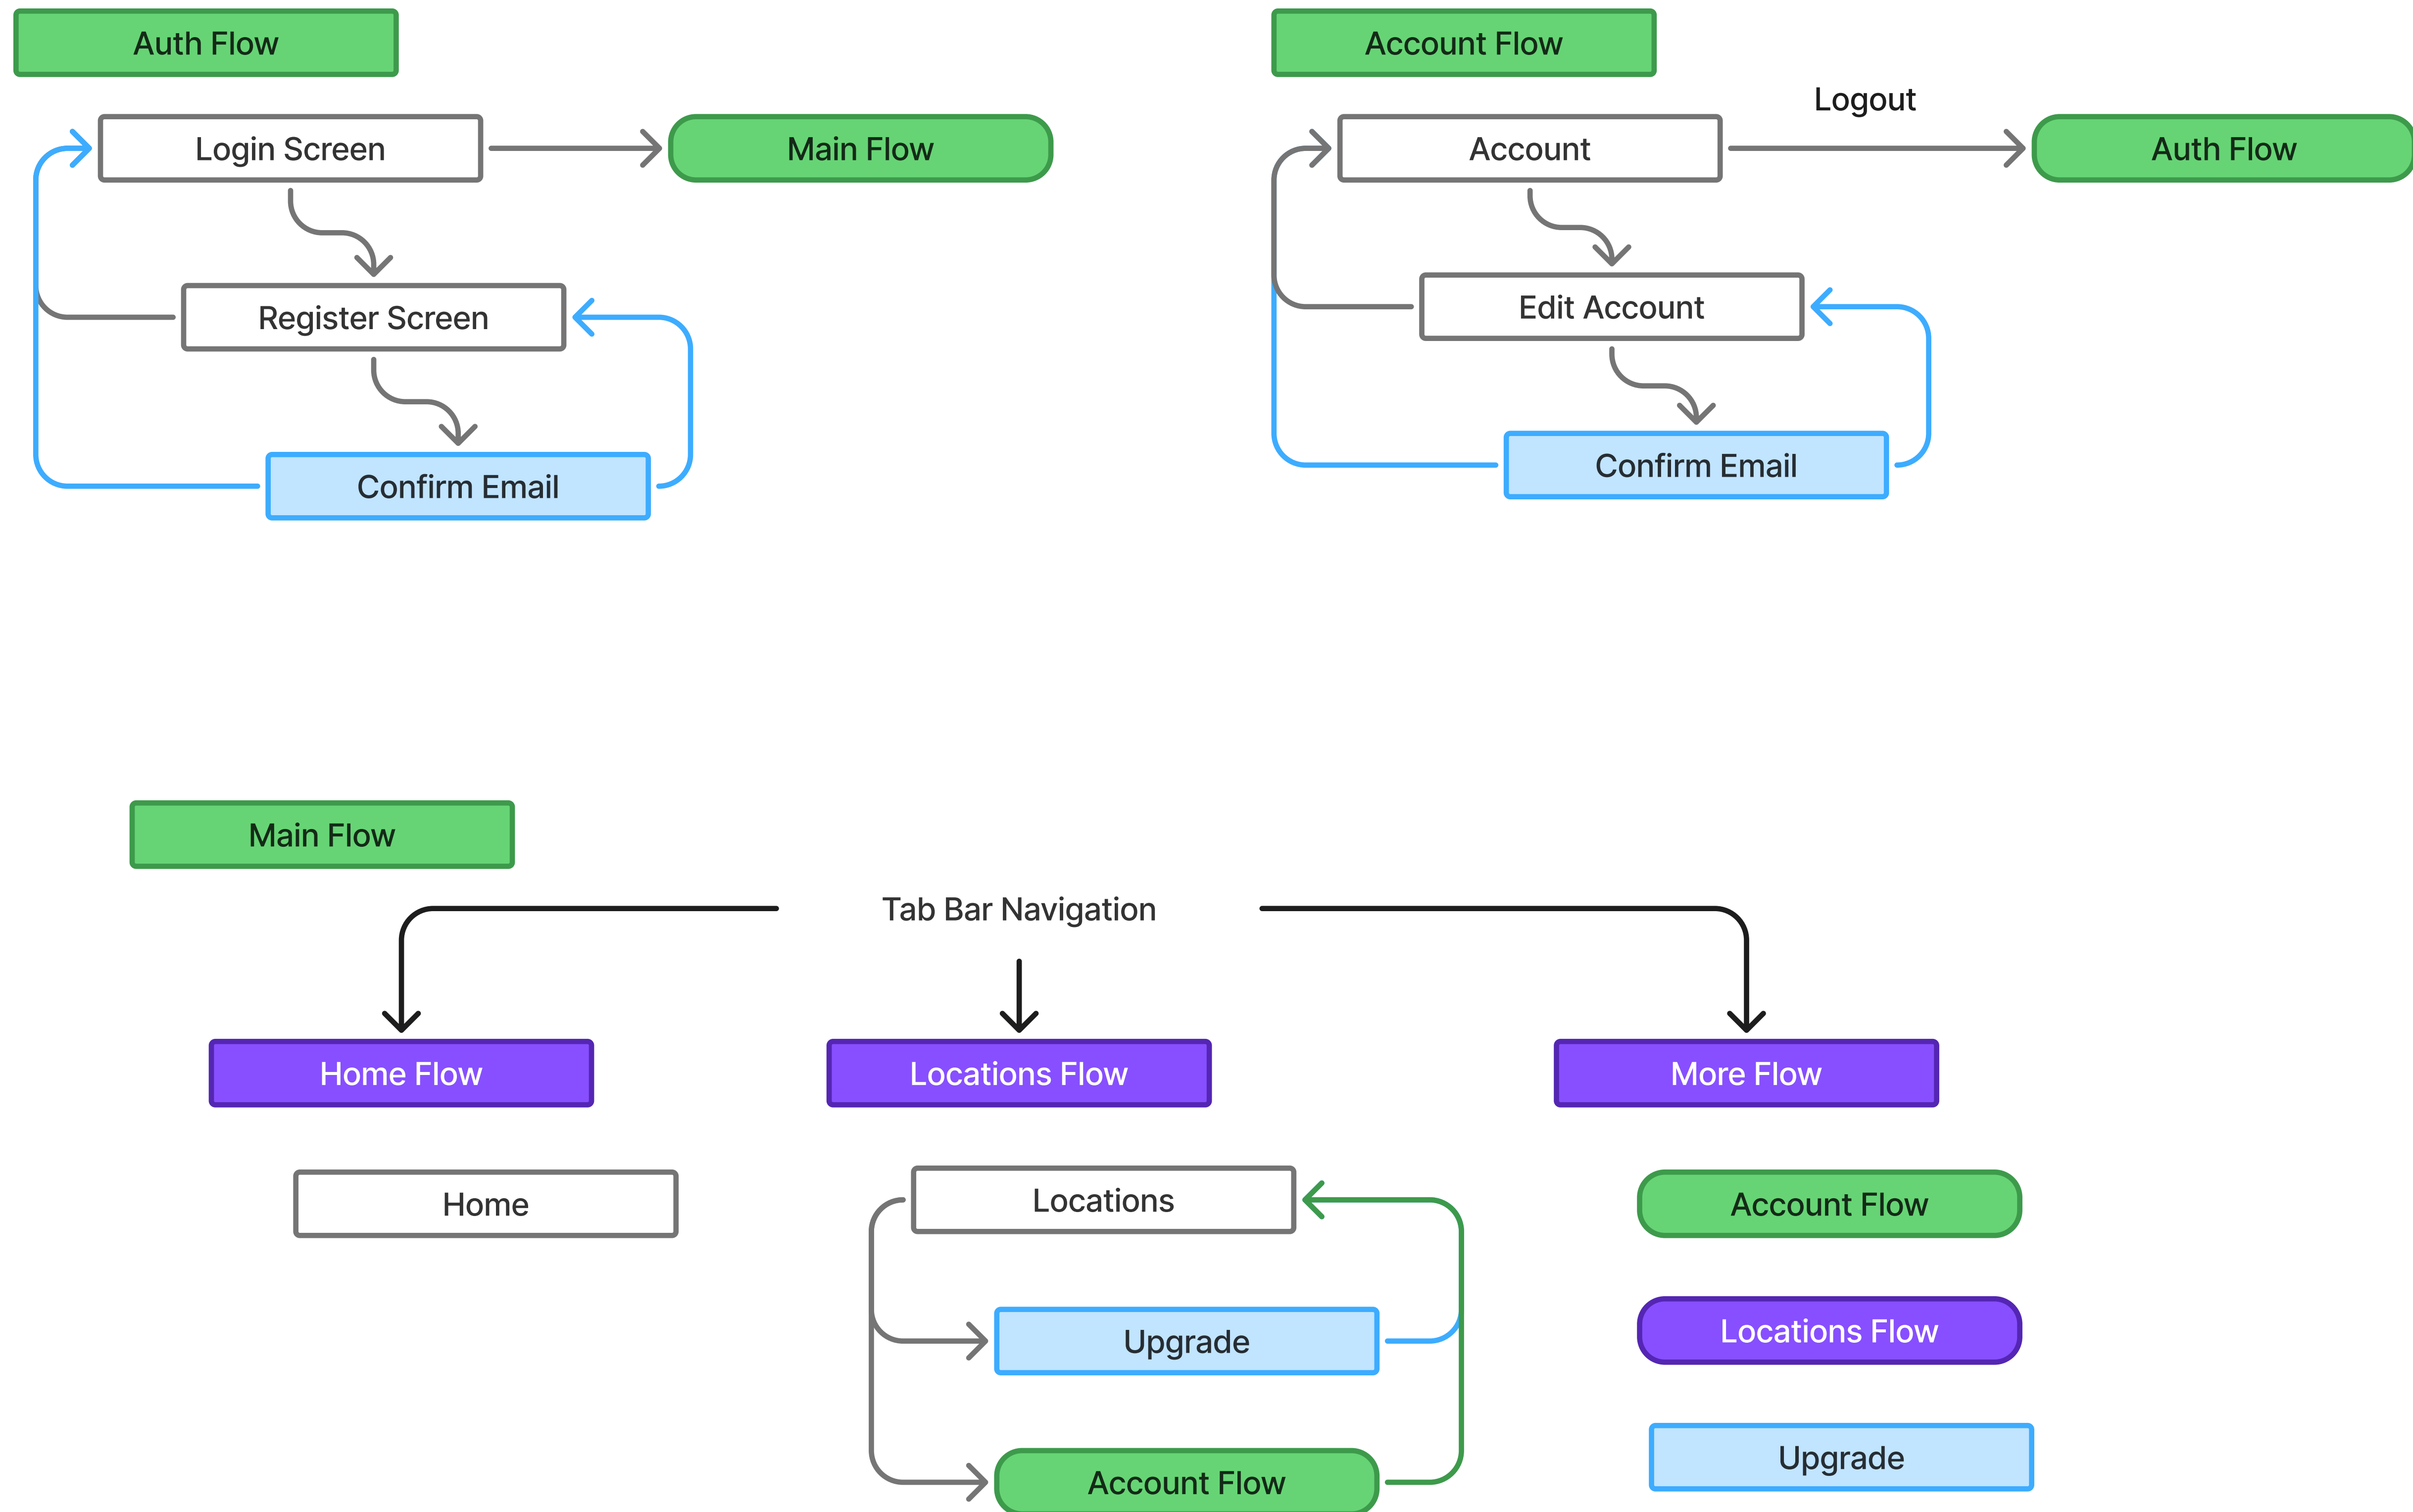 Auth Flow
Login Screen
Main Flow
Register Screen
Confirm Email
Account Flow
Logout
Account
Auth Flow
Edit Account
Confirm Email
Main Flow
Tab Bar Navigation
Home Flow
Locations Flow
More Flow
Home
Locations
Account Flow
Upgrade
Locations Flow
Account Flow
Upgrade